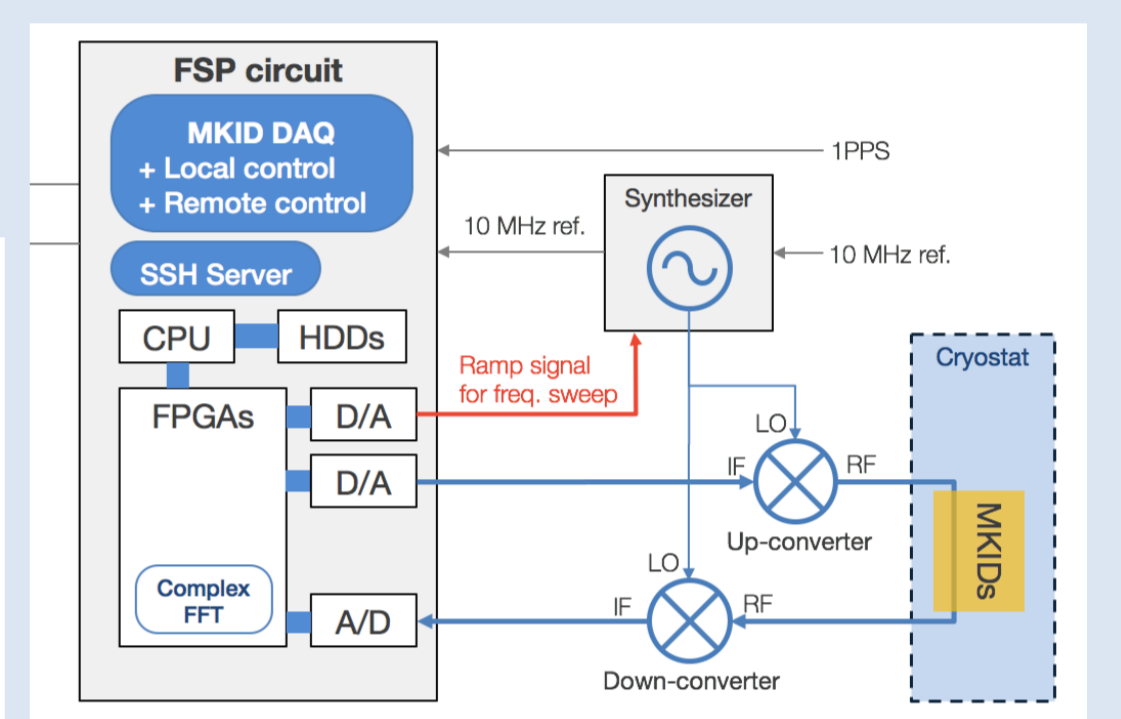 FSP circuit
MKID DAQ
+ Local control
+ Remote control
SSH Server
CPU
HDDs
FPGAs
D/A
D/A
Complex
FFT
A/D
1PPS
Synthesizer
10 MHz ref.
10 MHz ref.
Ramp signal
for freq. sweep
Cryostat
LO
IF
RF
Up-converter
MKIDs
LO
IF
RF
Down-converter